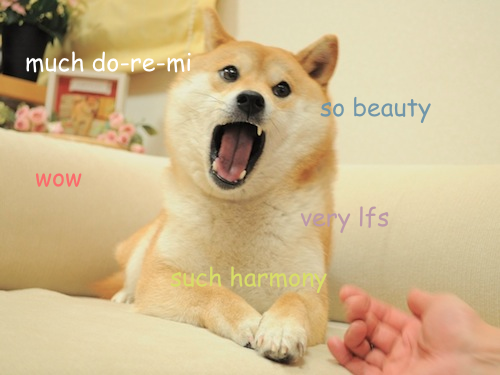 much do-re-mi
so beauty
wow
very lfs
such harmony